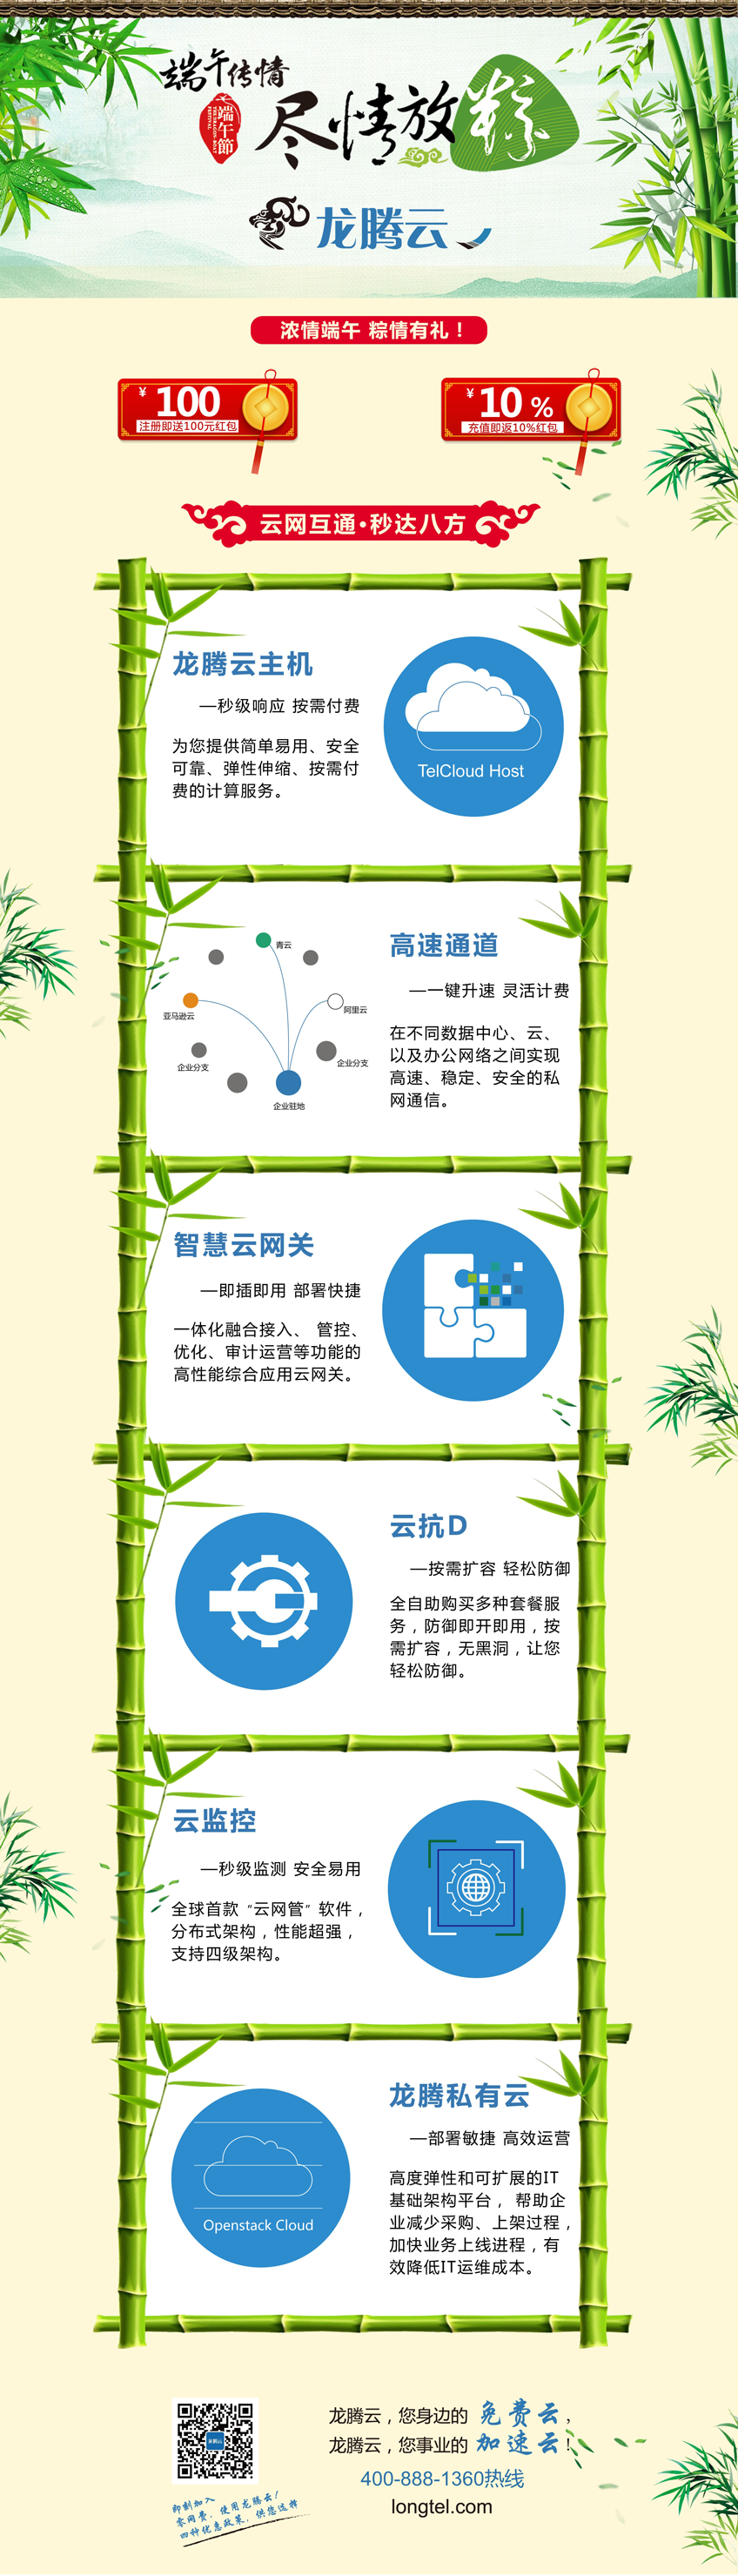 端午传情
端午節
尽情放粽
龙腾云
浓情端午 粽情有礼！
¥ 100
注册即送100元红包
¥ 10 %
充值即返10%红包
云网互通·秒达八方
龙腾云主机
—秒级响应 按需付费
为您提供简单易用、安全
可靠、弹性伸缩、按需付
费的计算服务。
TelCloud Host
青云
亚马逊云
阿里云
企业分支
企业分支
企业驻地
高速通道
—一键升速 灵活计费
在不同数据中心、云、
以及办公网络之间实现
高速、稳定、安全的私
网通信。
智慧云网关
—即插即用 部署快捷
一体化融合接入、 管控、
优化、审计运营等功能的
高性能综合应用云网关。
云抗D
—按需扩容 轻松防御
全自助购买多种套餐服
务，防御即开即用，按
需扩容，无黑洞，让您
轻松防御。
云监控
—秒级监测 安全易用
全球首款“云网管”软件，
分布式架构，性能超强，
支持四级架构。
龙腾私有云
—部署敏捷 高效运营
高度弹性和可扩展的IT
基础架构平台， 帮助企
业减少采购、上架过程，
加快业务上线进程，有
效降低IT运维成本。
Openstack Cloud
龙腾云，您身边的 免费云，
龙腾云，您事业的 加速云！
400-888-1360热线
longtel.com
即刻加入
零网费，使用龙腾云！
四种优惠政策，供您选择